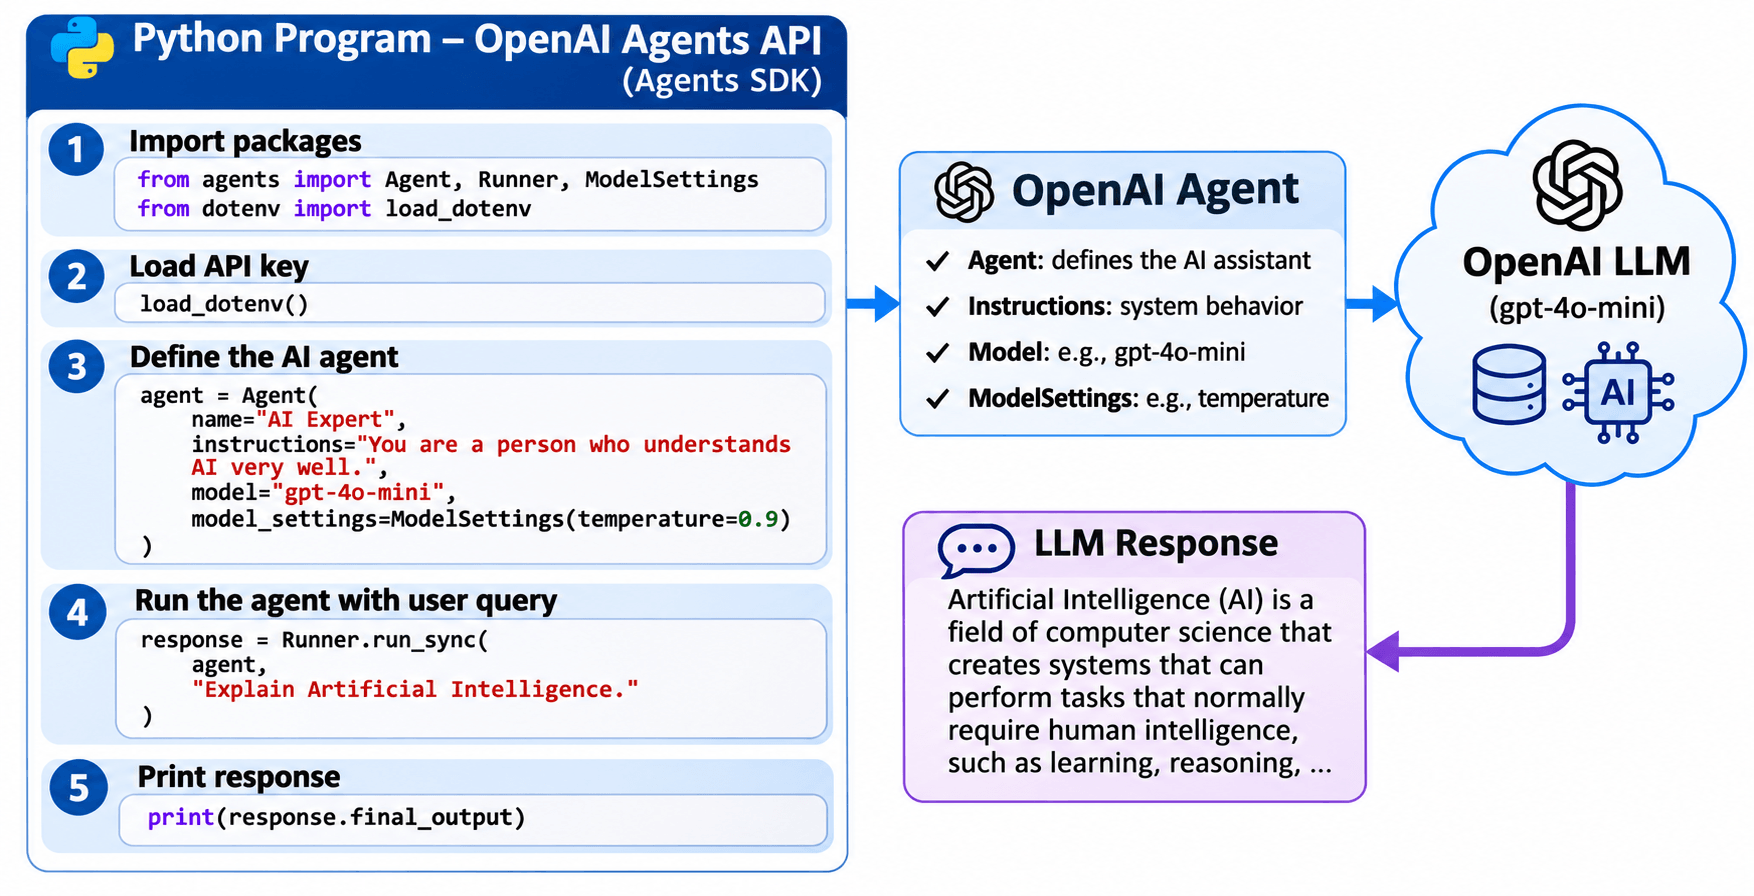 Python Program – OpenAI Agents API
(Agents SDK)
1
Import packages
from agents import Agent, Runner, ModelSettings
from dotenv import load_dotenv
2
Load API key
load_dotenv()
3
Define the AI agent
agent = Agent(
    name="AI Expert",
    instructions="You are a person who understands
    AI very well.",
    model="gpt-4o-mini",
    model_settings=ModelSettings(temperature=0.9)
)
4
Run the agent with user query
response = Runner.run_sync(
    agent,
    "Explain Artificial Intelligence."
)
5
Print response
print(response.final_output)
OpenAI Agent
✓ Agent: defines the AI assistant
✓ Instructions: system behavior
✓ Model: e.g., gpt-4o-mini
✓ ModelSettings: e.g., temperature
OpenAI LLM
(gpt-4o-mini)
AI
LLM Response
Artificial Intelligence (AI) is a
field of computer science that
creates systems that can
perform tasks that normally
require human intelligence,
such as learning, reasoning, ...